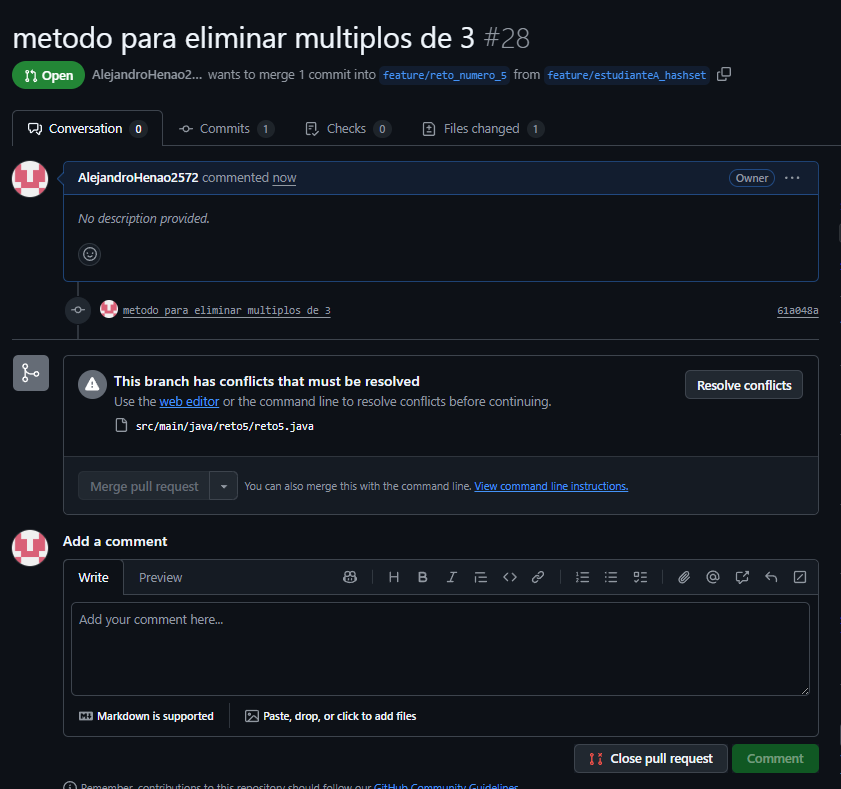 metodo para eliminar multiplos de 3 #28
Open AlejandroHenao2... wants to merge 1 commit into feature/reto_numero_5 from feature/estudianteA_hashset
Conversation 0 Commits 1 Checks 0 Files changed 1
AlejandroHenao2572 commented now Owner
No description provided.
metodo para eliminar multiplos de 3 61a048a
This branch has conflicts that must be resolved
Resolve conflicts
Use the web editor or the command line to resolve conflicts before continuing.
src/main/java/reto5/reto5.java
Merge pull request You can also merge this with the command line. View command line instructions.
Add a comment
Write Preview
Add your comment here...
Markdown is supported Paste, drop, or click to add files
Close pull request Comment
Remember, contributions to this repository should follow our GitHub Community Guidelines.